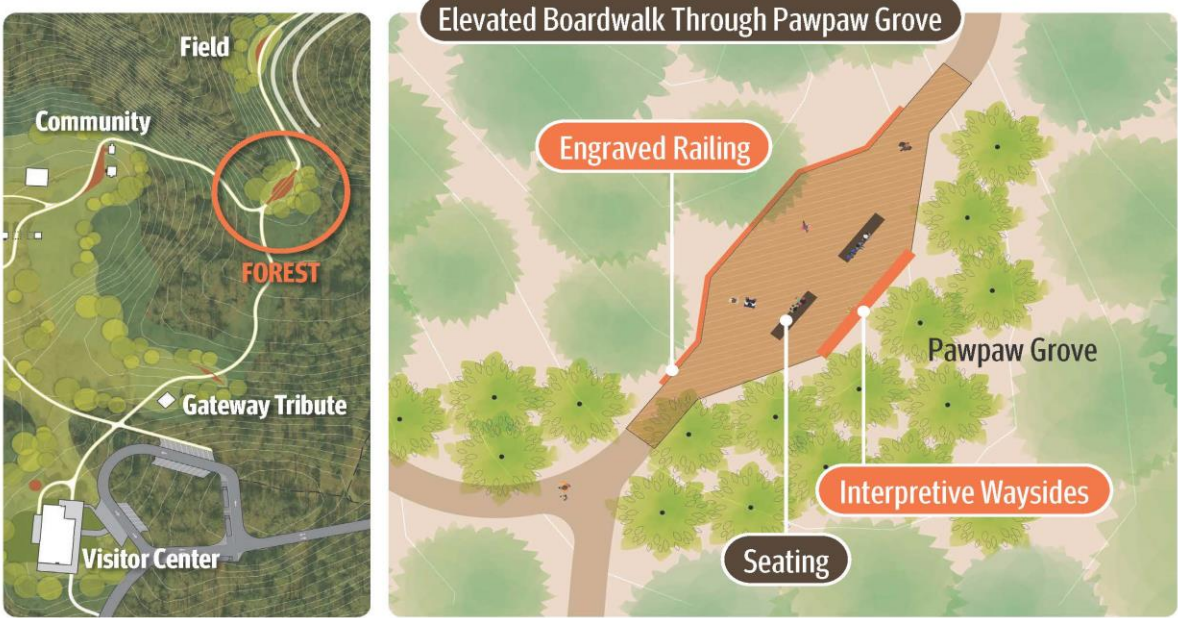 Field
Community
FOREST
Gateway Tribute
Visitor Center
Elevated Boardwalk Through Pawpaw Grove
Engraved Railing
Pawpaw Grove
Interpretive Waysides
Seating